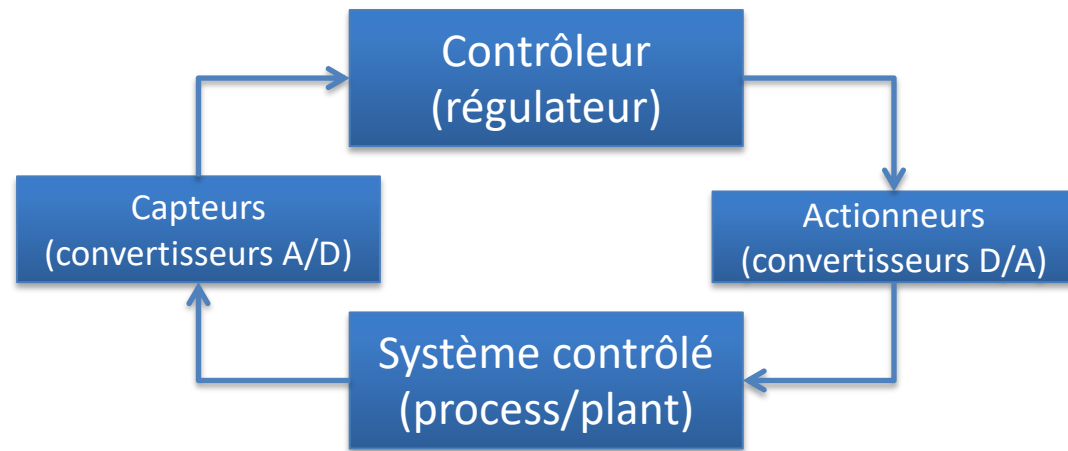 Contrôleur
(régulateur)
Capteurs
(convertisseurs A/D)
Actionneurs
(convertisseurs D/A)
Système contrôlé
(process/plant)